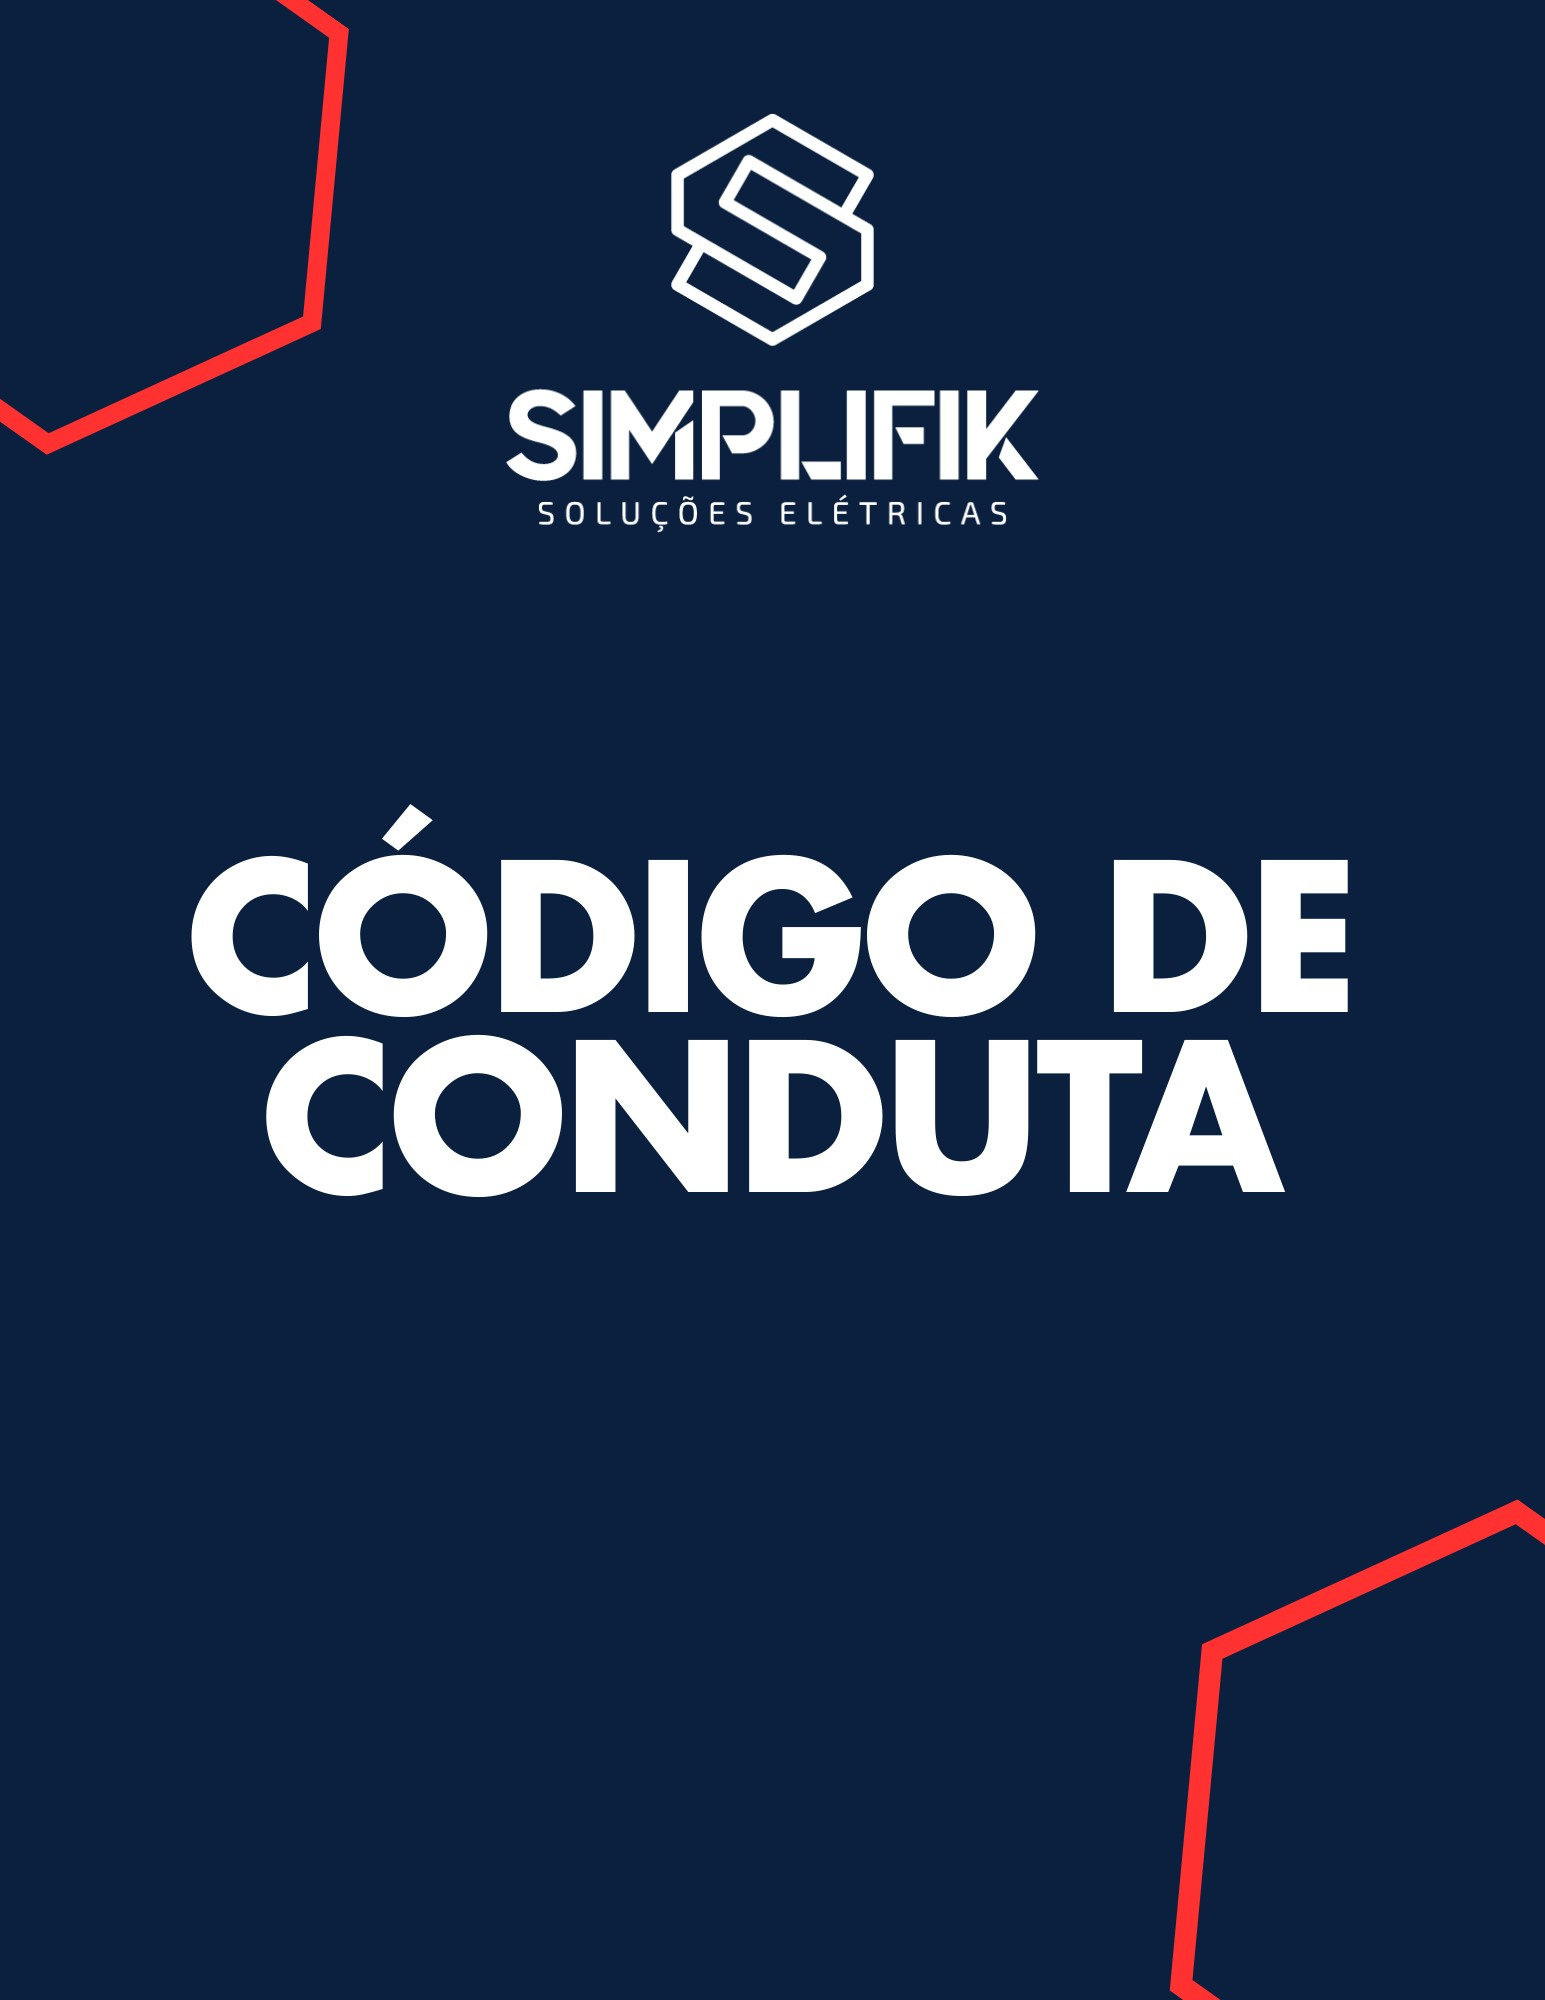 SIMPLIFIK
SOLUÇÕES ELÉTRICAS
CÓDIGO DE
CONDUTA